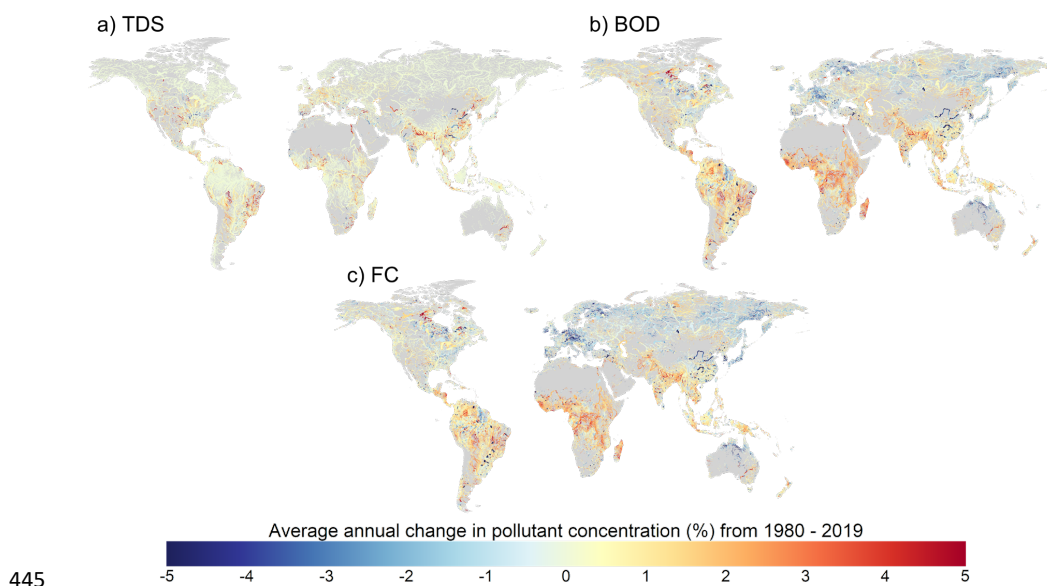 a) TDS
b) BOD
c) FC
Average annual change in pollutant concentration (%) from 1980 - 2019
-5 -4 -3 -2 -1 0 1 2 3 4 5
445